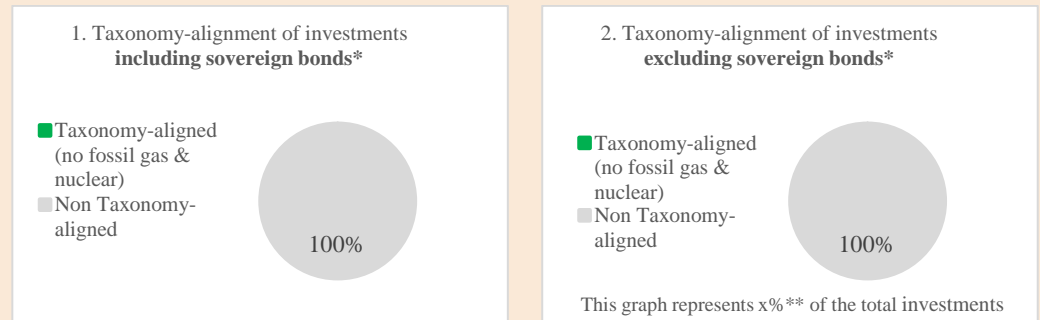 1. Taxonomy-alignment of investments
including sovereign bonds*
Taxonomy-aligned
(no fossil gas &
nuclear)
Non Taxonomy-
aligned
100%
2. Taxonomy-alignment of investments
excluding sovereign bonds*
Taxonomy-aligned
(no fossil gas &
nuclear)
Non Taxonomy-
aligned
100%
This graph represents x%** of the total investments